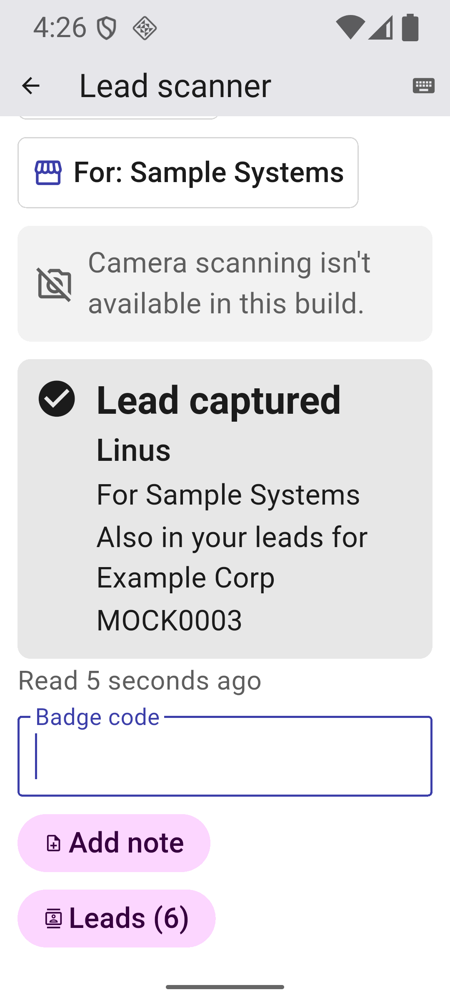 4:26
Lead scanner
For: Sample Systems
Camera scanning isn't
available in this build.
Lead captured
Linus
For Sample Systems
Also in your leads for
Example Corp
MOCK0003
Read 5 seconds ago
Badge code
Add note
Leads (6)